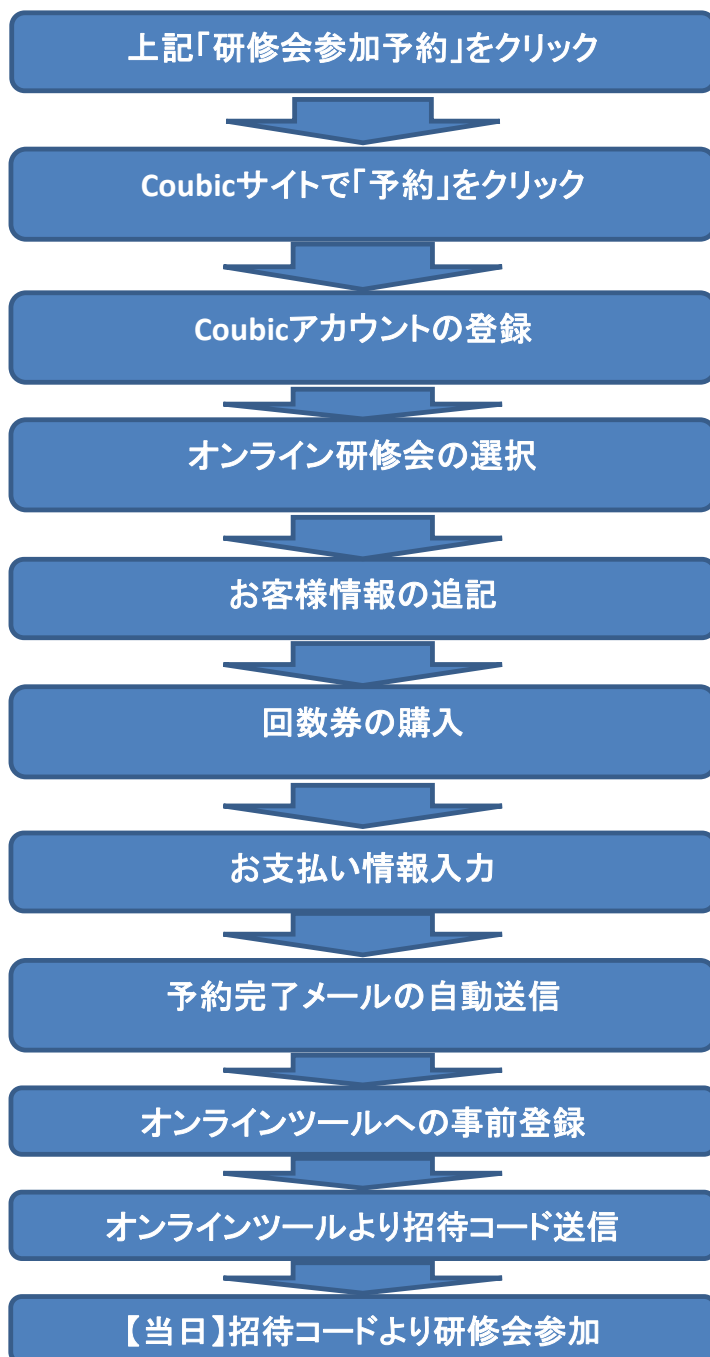 上記「研修会参加予約」をクリック
Coubicサイトで「予約」をクリック
Coubicアカウントの登録
オンライン研修会の選択
お客様情報の追記
回数券の購入
お支払い情報入力
予約完了メールの自動送信
オンラインツールへの事前登録
オンラインツールより招待コード送信
【当日】招待コードより研修会参加